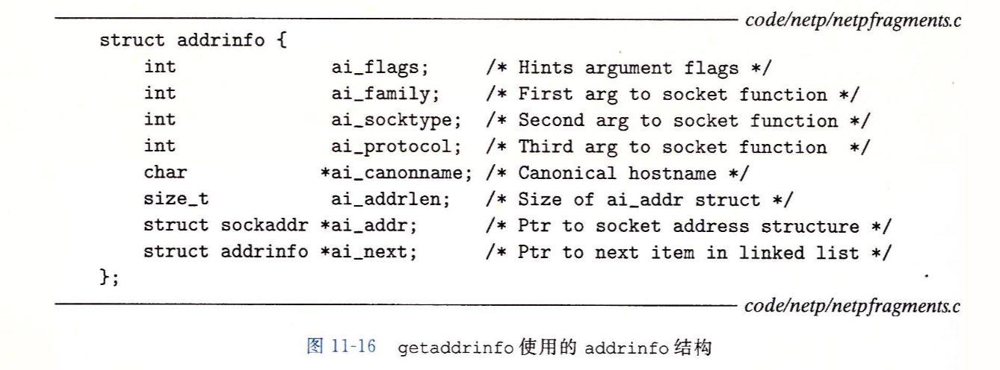 code/netp/netpfragments.c
struct addrinfo {
    int              ai_flags;     /* Hints argument flags */
    int              ai_family;    /* First arg to socket function */
    int              ai_socktype;  /* Second arg to socket function */
    int              ai_protocol;  /* Third arg to socket function  */
    char            *ai_canonname; /* Canonical hostname */
    size_t           ai_addrlen;   /* Size of ai_addr struct */
    struct sockaddr *ai_addr;      /* Ptr to socket address structure */
    struct addrinfo *ai_next;      /* Ptr to next item in linked list */
};
code/netp/netpfragments.c
图 11-16 getaddrinfo 使用的 addrinfo 结构